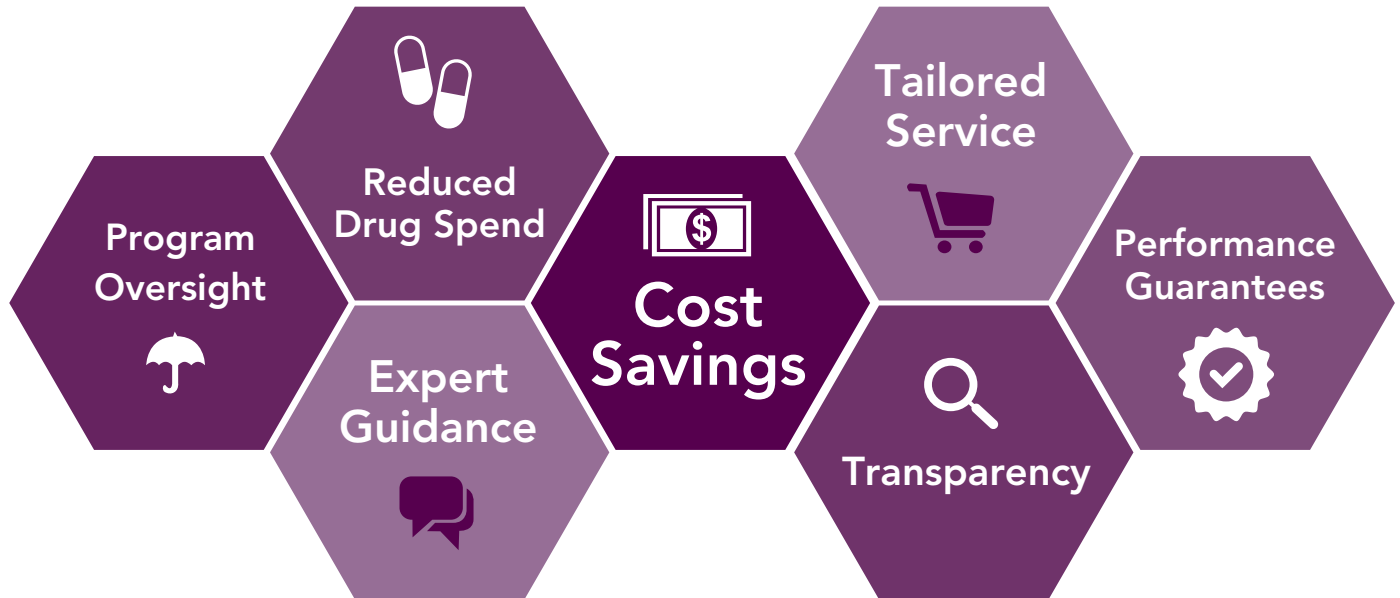 Program
Oversight
Reduced
Drug Spend
Expert
Guidance
$
Cost
Savings
Tailored
Service
Transparency
Performance
Guarantees